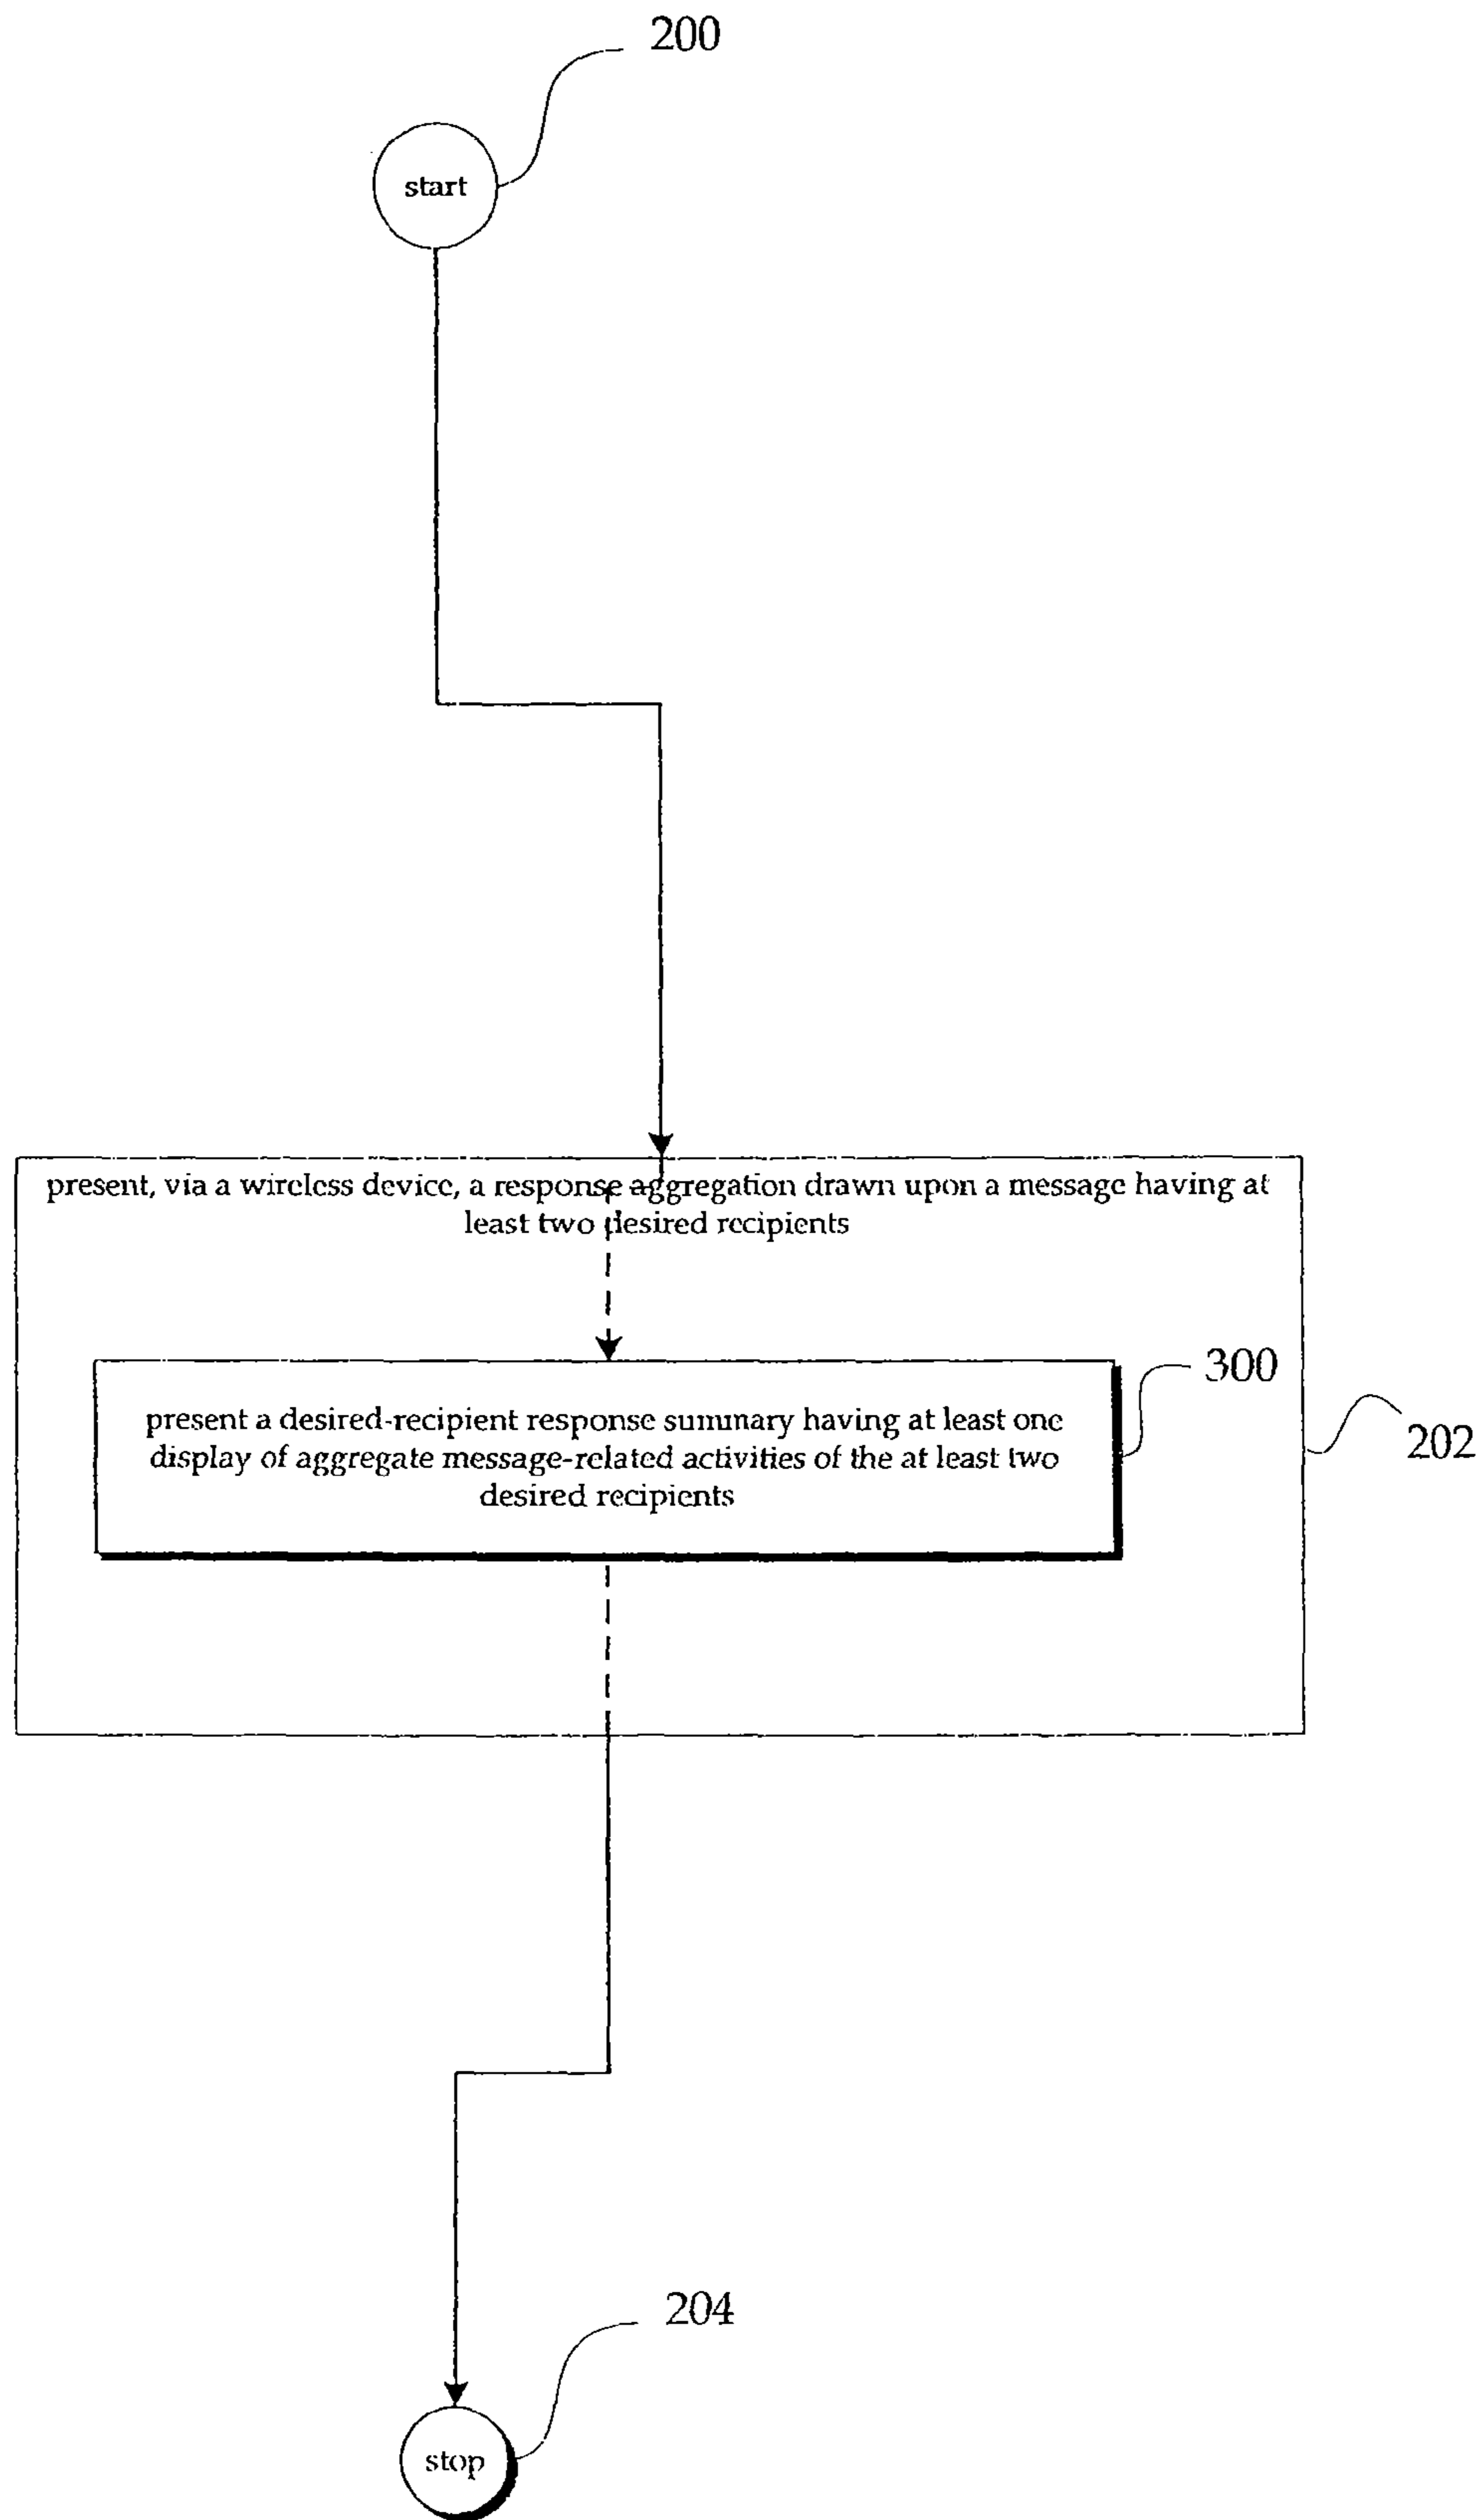 200
start
present, via a wireless device, a response aggregation drawn upon a message having at
least two desired recipients
300
present a desired-recipient response summary having at least one
display of aggregate message-related activities of the at least two
desired recipients
202
204
stop